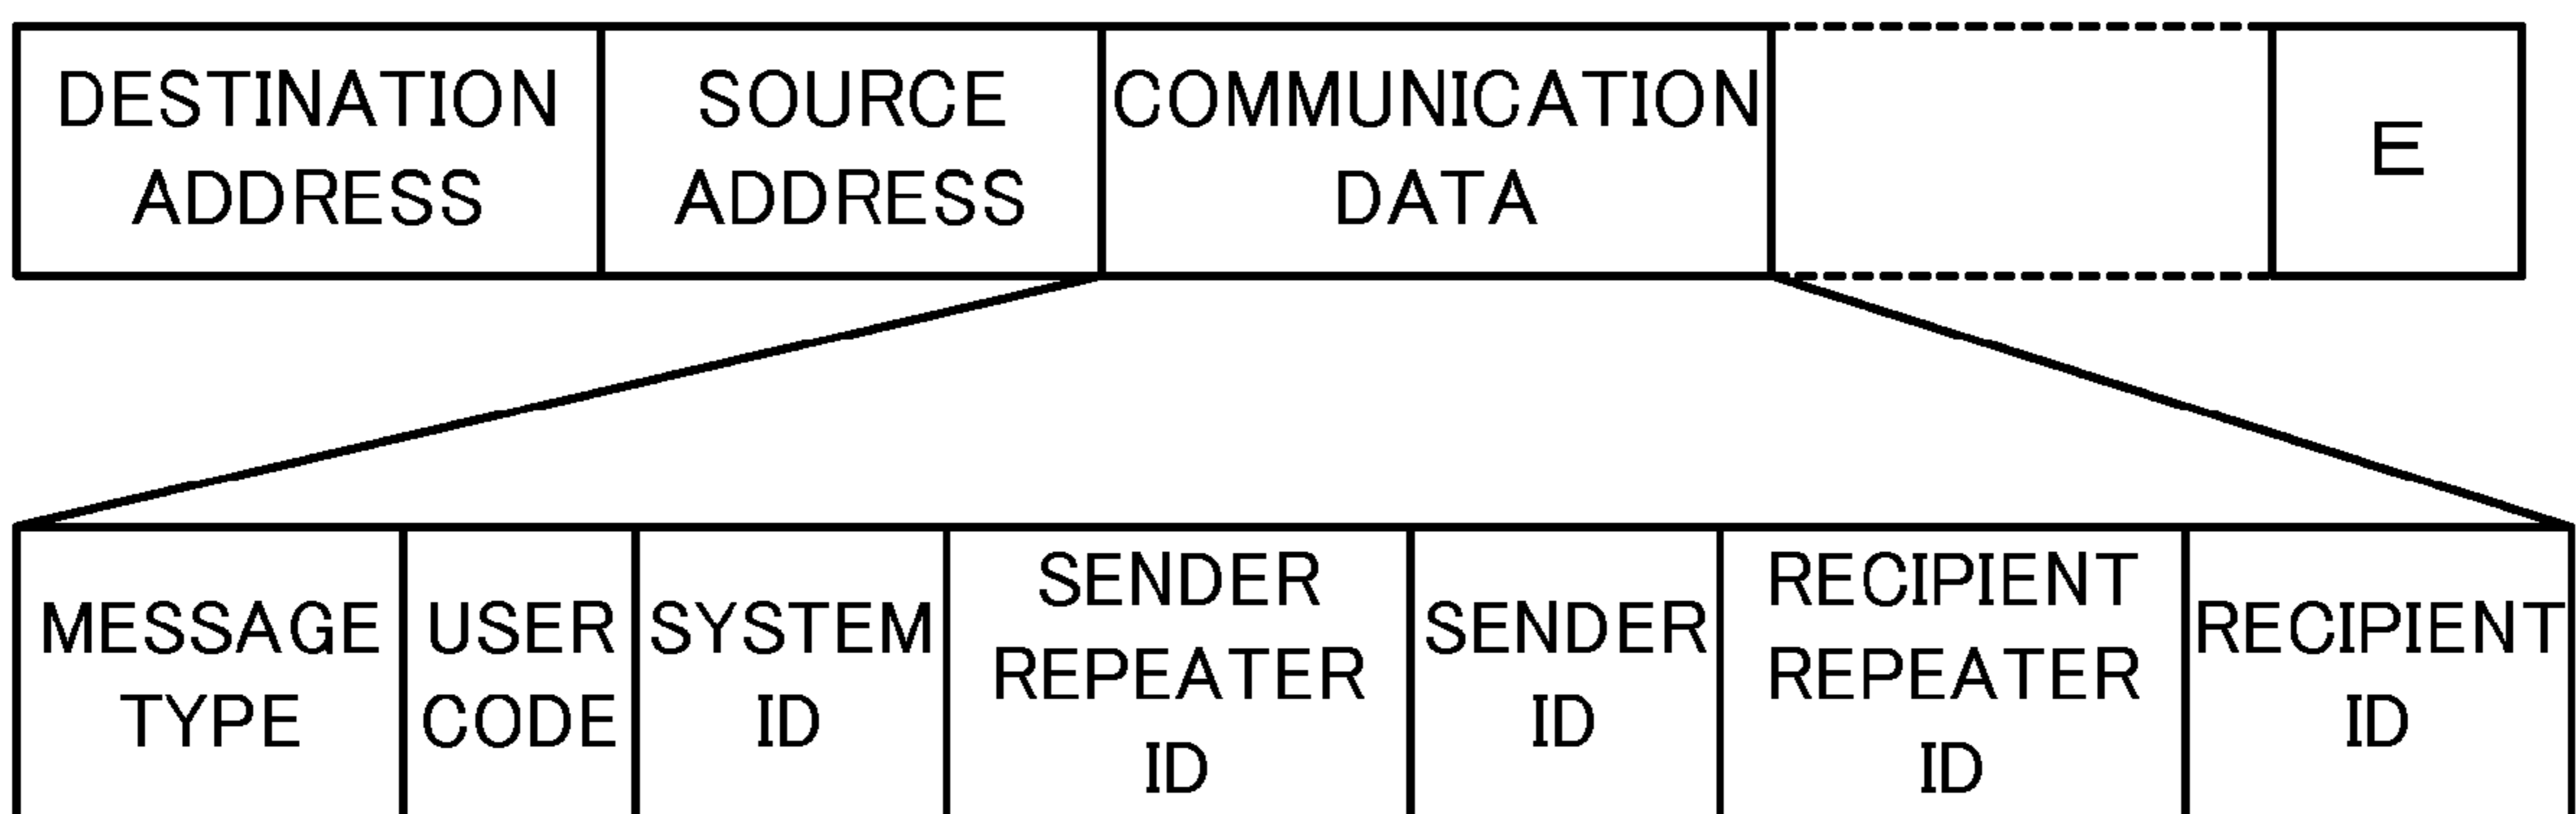 DESTINATION
ADDRESS
SOURCE
ADDRESS
COMMUNICATION
DATA
E
MESSAGE
TYPE
USER
CODE
SYSTEM
ID
SENDER
REPEATER
ID
SENDER
ID
RECIPIENT
REPEATER
ID
RECIPIENT
ID